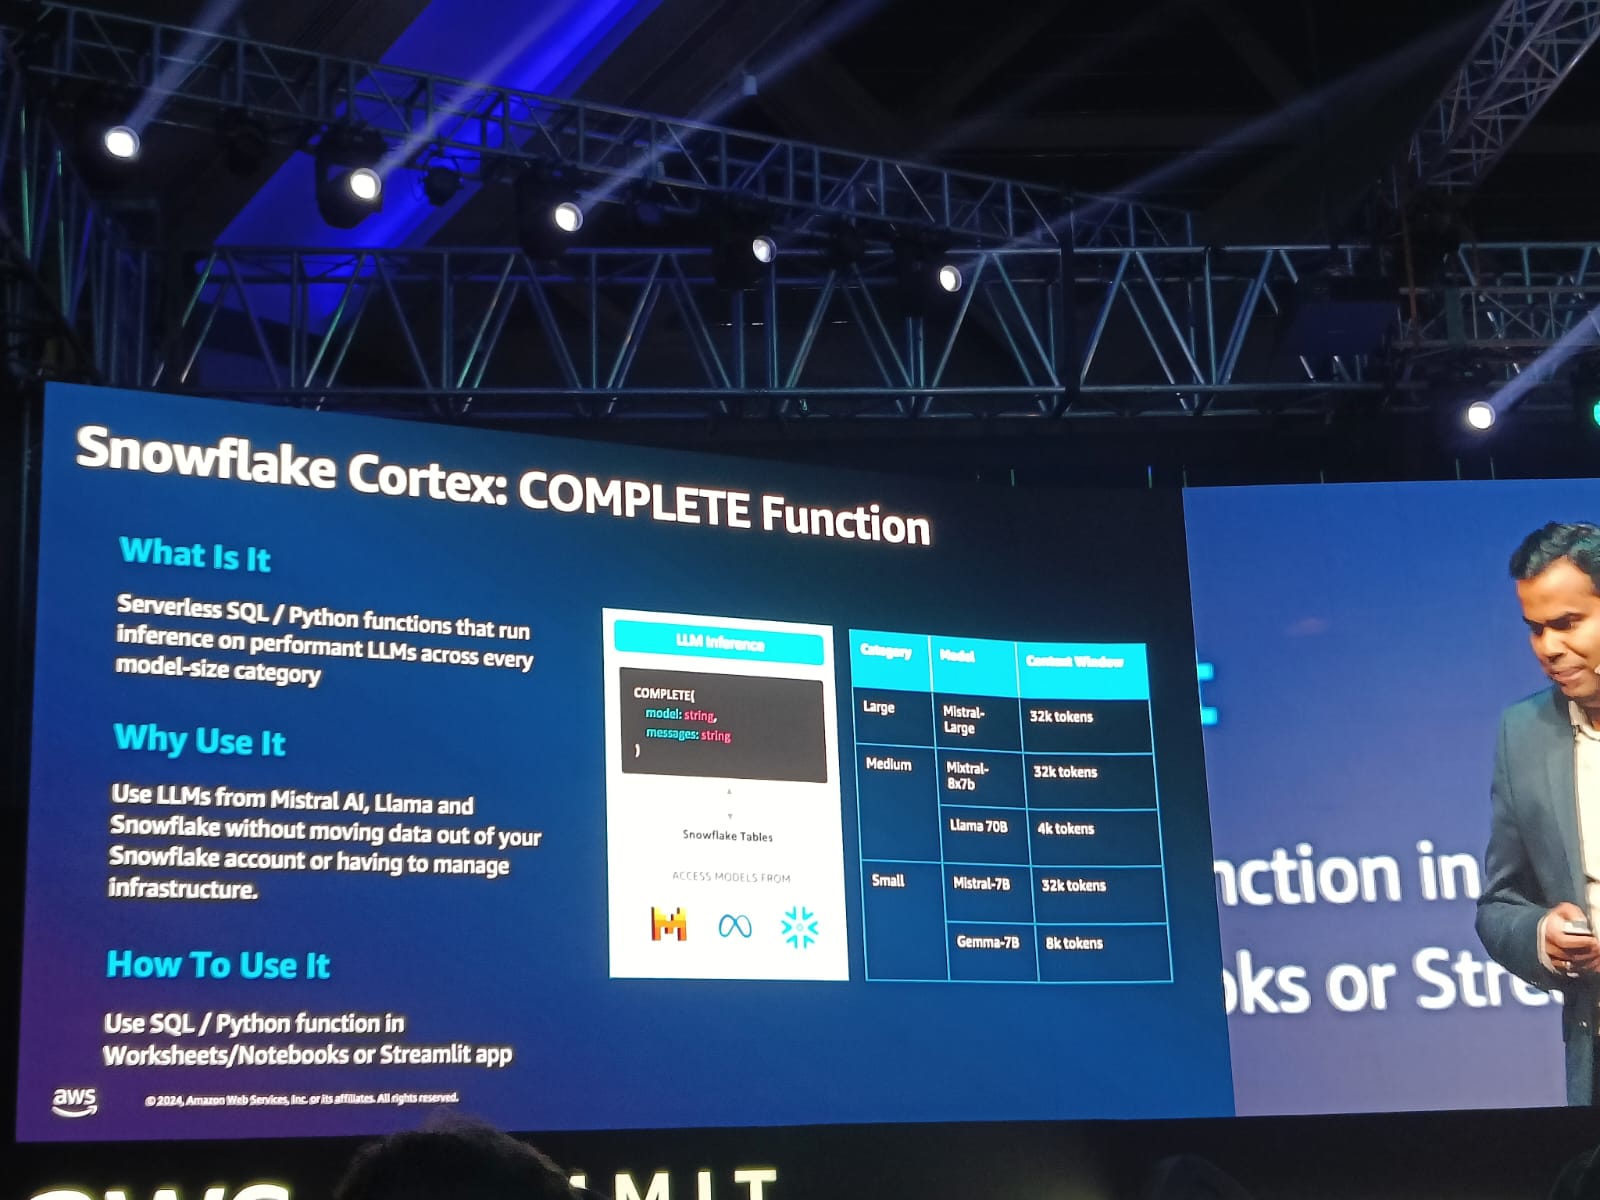 Snowflake Cortex: COMPLETE Function
What Is It
Serverless SQL / Python functions that run
inference on performant LLMs across every
model-size category
Why Use It
Use LLMs from Mistral AI, Llama and
Snowflake without moving data out of your
Snowflake account or having to manage
infrastructure.
How To Use It
Use SQL / Python function in
Worksheets/Notebooks or Streamlit app
aws
© 2024, Amazon Web Services, Inc. or its affiliates. All rights reserved.
LLM Inference
COMPLETE(
model: string,
messages: string
)
Snowflake Tables
ACCESS MODELS FROM
Category Model Context Window
Large Mistral-
Large 32k tokens
Medium Mixtral-
8x7b 32k tokens
Llama 70B 4k tokens
Small Mistral-7B 32k tokens
Gemma-7B 8k tokens
nction in
oks or Stre
aws
MIT